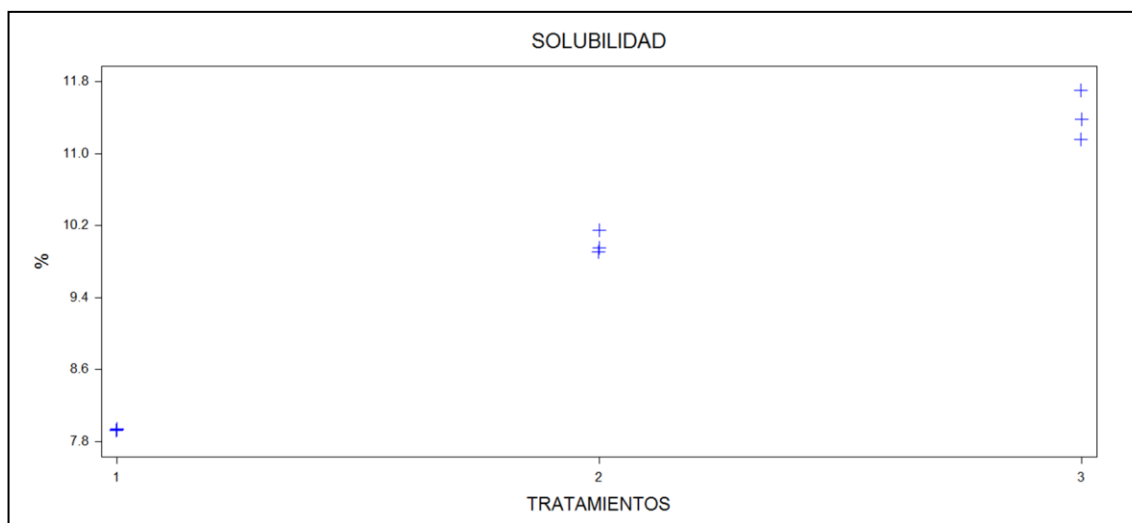 SOLUBILIDAD
11.8
11.0
10.2
%
9.4
8.6
7.8
1 2 3
TRATAMIENTOS